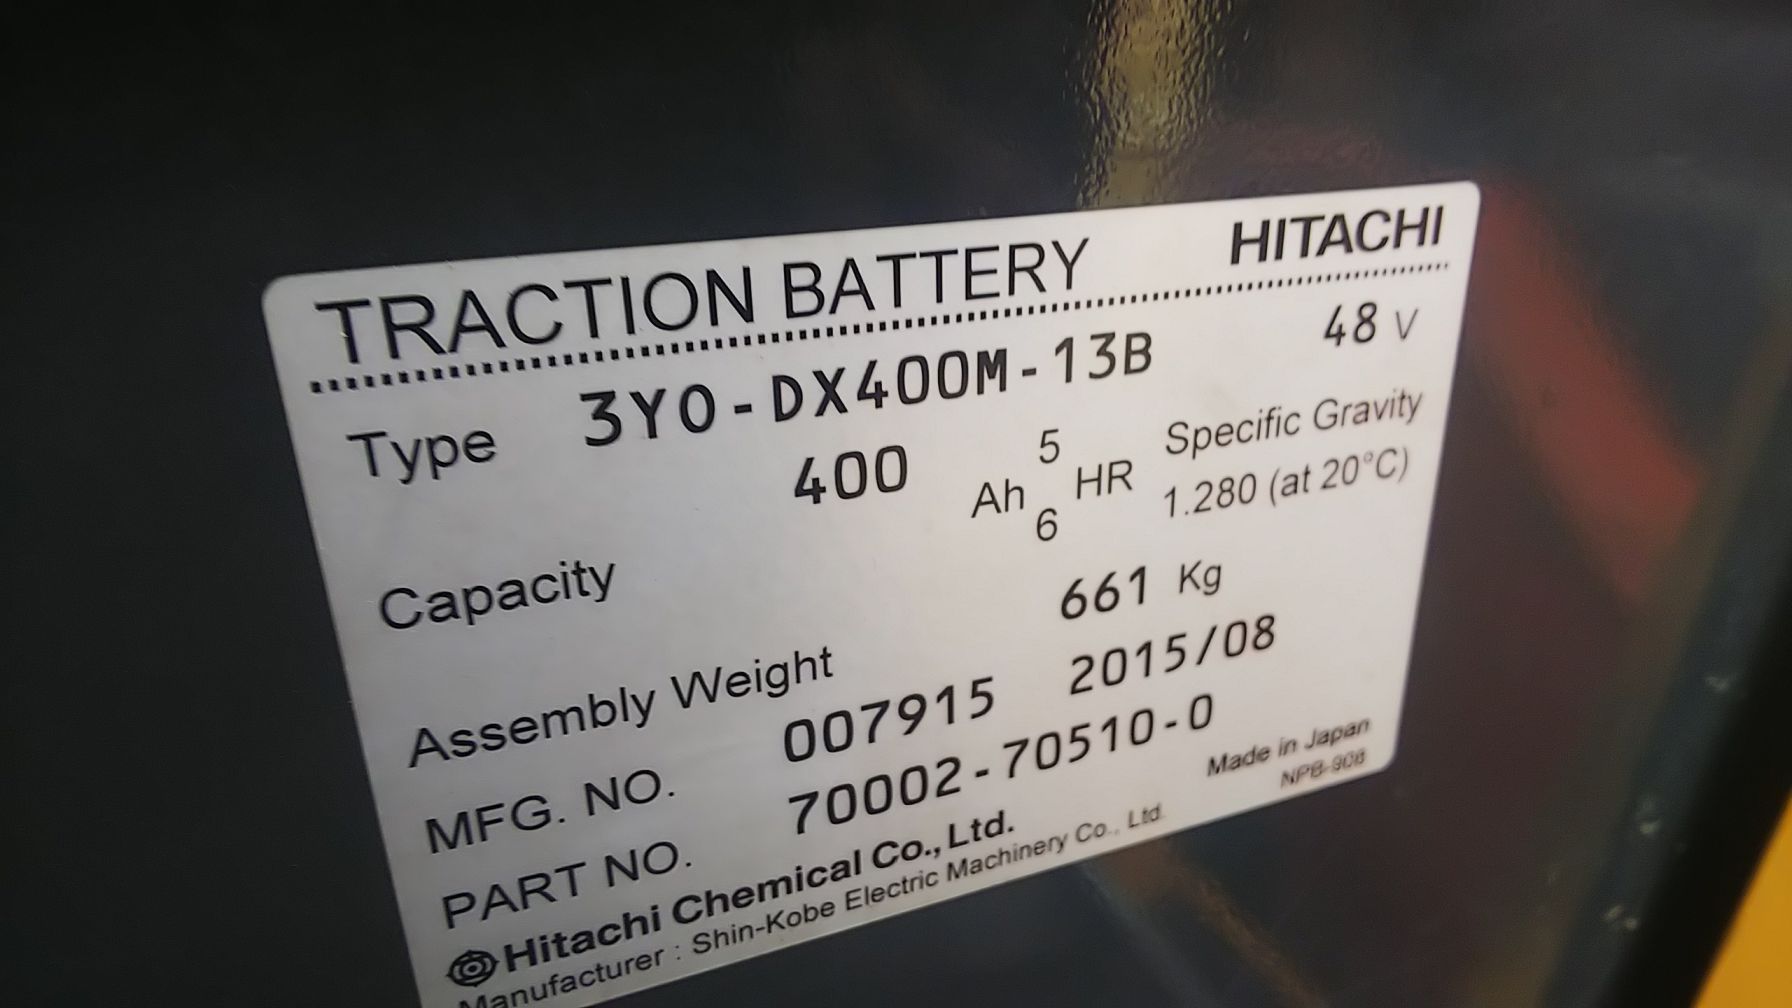 TRACTION BATTERY HITACHI
Type 3Y0-DX400M-13B 48 V
Capacity 400 Ah 5 HR Specific Gravity
6 1.280 (at 20°C)
Assembly Weight 661 Kg
MFG. NO. 007915 2015/08
PART NO. 70002-70510-0
Hitachi Chemical Co., Ltd. Made in Japan
Manufacturer : Shin-Kobe Electric Machinery Co., Ltd. NPB-908